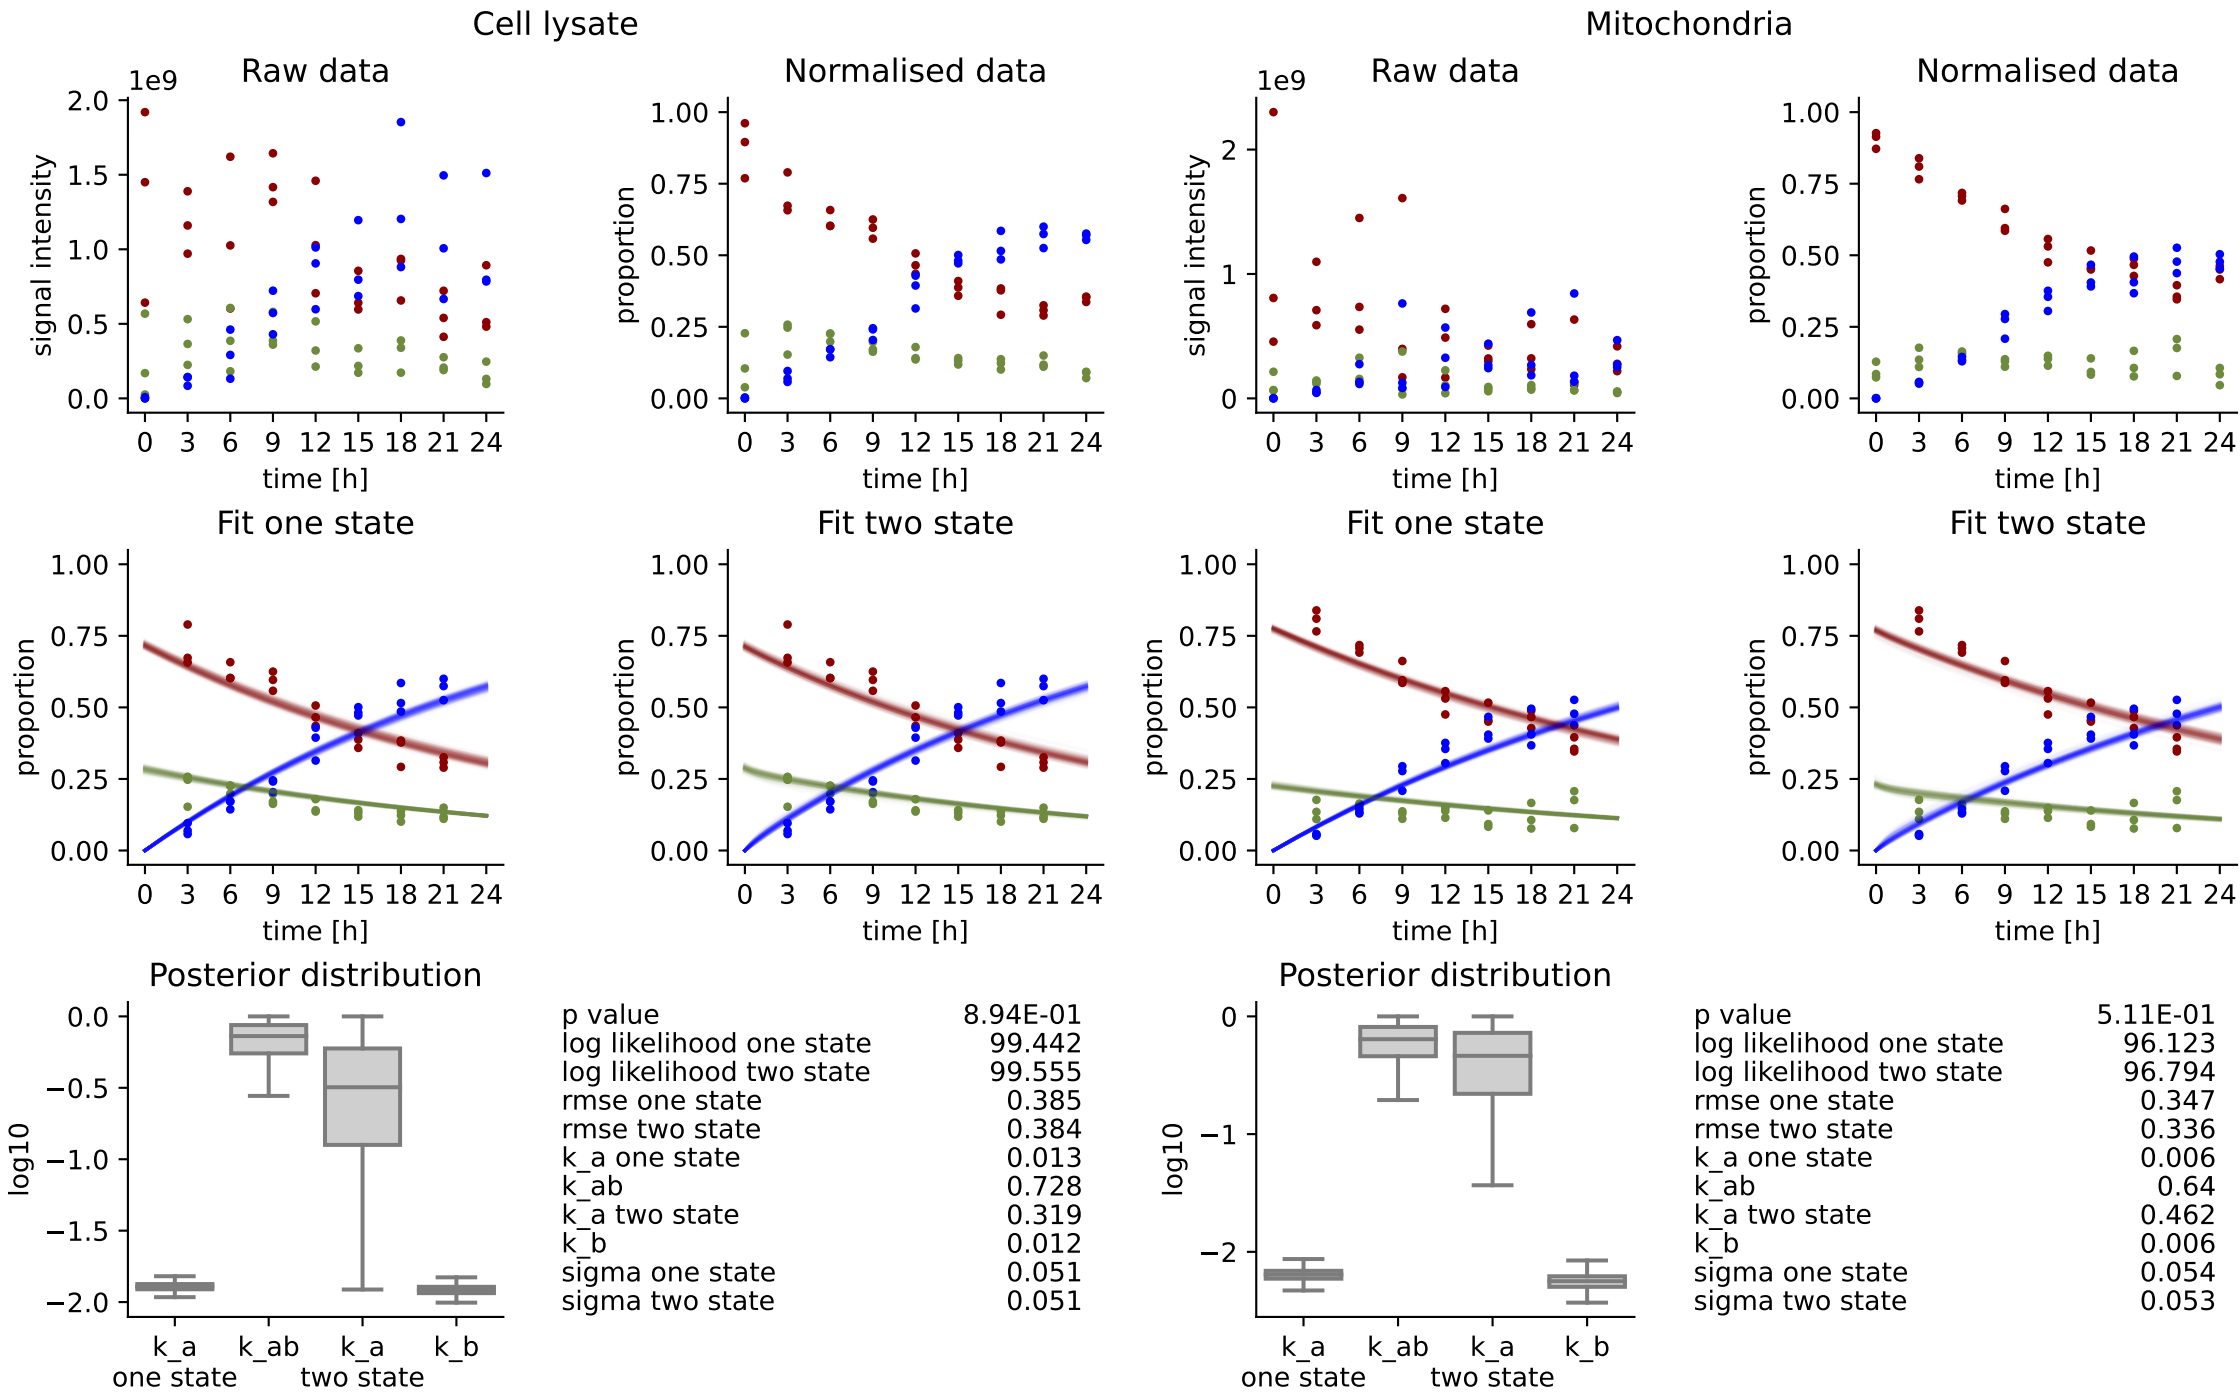 Cell lysate
Mitochondria
Raw data
Normalised data
Raw data
Normalised data
1e9
2.0
1.5
1.0
0.5
0.0
signal intensity
0 3 6 9 12 15 18 21 24
time [h]
1.00
0.75
0.50
0.25
0.00
proportion
0 3 6 9 12 15 18 21 24
time [h]
1e9
2
1
0
signal intensity
0 3 6 9 12 15 18 21 24
time [h]
1.00
0.75
0.50
0.25
0.00
proportion
0 3 6 9 12 15 18 21 24
time [h]
Fit one state
Fit two state
Fit one state
Fit two state
1.00
0.75
0.50
0.25
0.00
proportion
0 3 6 9 12 15 18 21 24
time [h]
1.00
0.75
0.50
0.25
0.00
proportion
0 3 6 9 12 15 18 21 24
time [h]
1.00
0.75
0.50
0.25
0.00
proportion
0 3 6 9 12 15 18 21 24
time [h]
1.00
0.75
0.50
0.25
0.00
proportion
0 3 6 9 12 15 18 21 24
time [h]
Posterior distribution
0.0
−0.5
−1.0
−1.5
−2.0
log10
k_a k_ab k_a k_b
one state two state
p value 8.94E-01
log likelihood one state 99.442
log likelihood two state 99.555
rmse one state 0.385
rmse two state 0.384
k_a one state 0.013
k_ab 0.728
k_a two state 0.319
k_b 0.012
sigma one state 0.051
sigma two state 0.051
Posterior distribution
0
−1
−2
log10
k_a k_ab k_a k_b
one state two state
p value 5.11E-01
log likelihood one state 96.123
log likelihood two state 96.794
rmse one state 0.347
rmse two state 0.336
k_a one state 0.006
k_ab 0.64
k_a two state 0.462
k_b 0.006
sigma one state 0.054
sigma two state 0.053